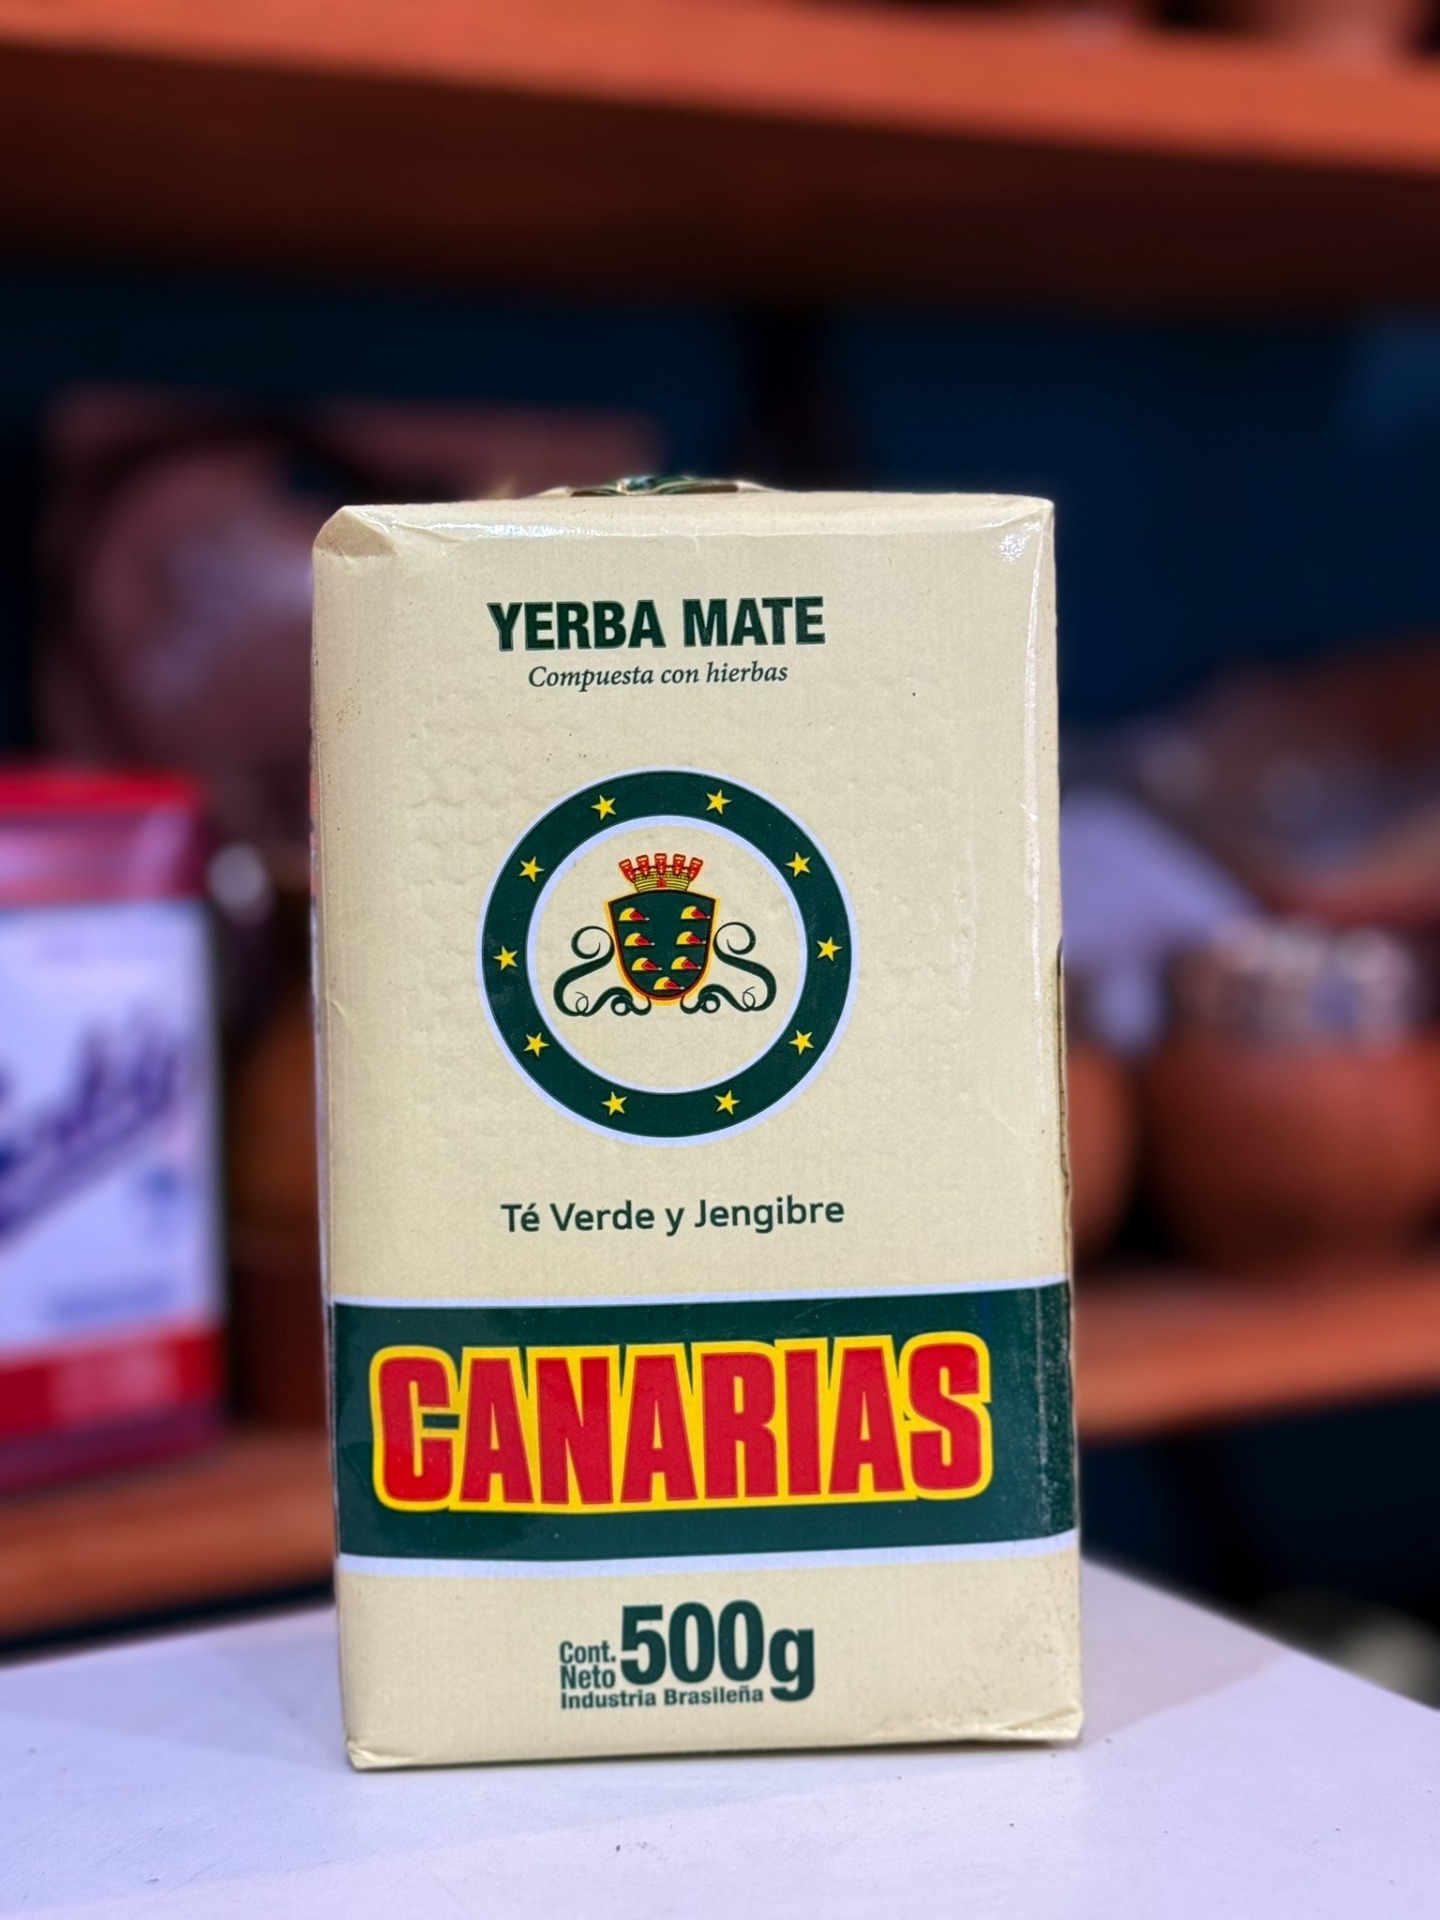 YERBA MATE
Compuesta con hierbas
Té Verde y Jengibre
CANARIAS
Cont.
Neto 500g
Industria Brasileña